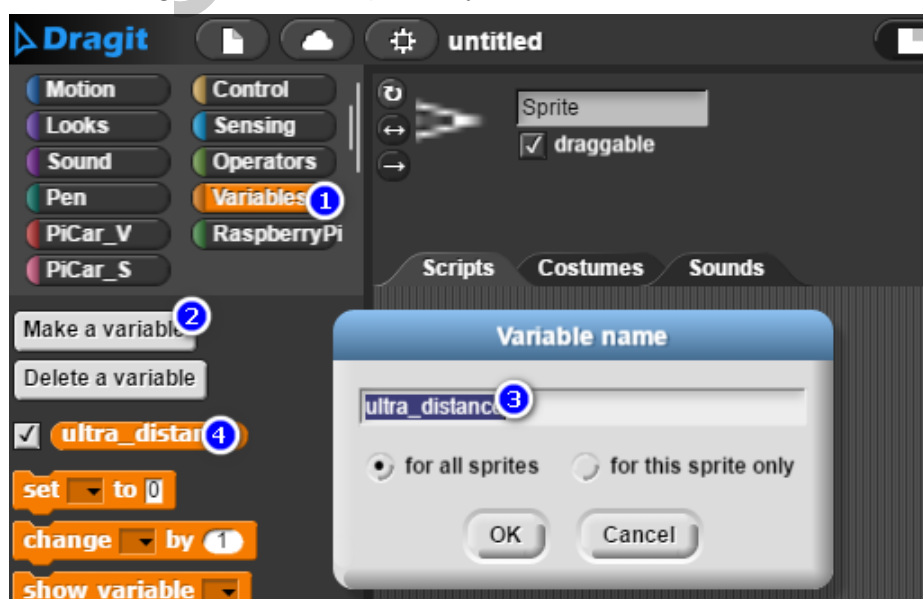 Dragit
untitled
Motion
Control
Looks
Sensing
Sound
Operators
Pen
Variables
1
PiCar_V
RaspberryPi
PiCar_S
Sprite
draggable
Scripts
Costumes
Sounds
Make a variable
2
Delete a variable
ultra_distan
4
set to 0
change by 1
show variable
Variable name
ultra_distance
3
for all sprites
for this sprite only
OK
Cancel